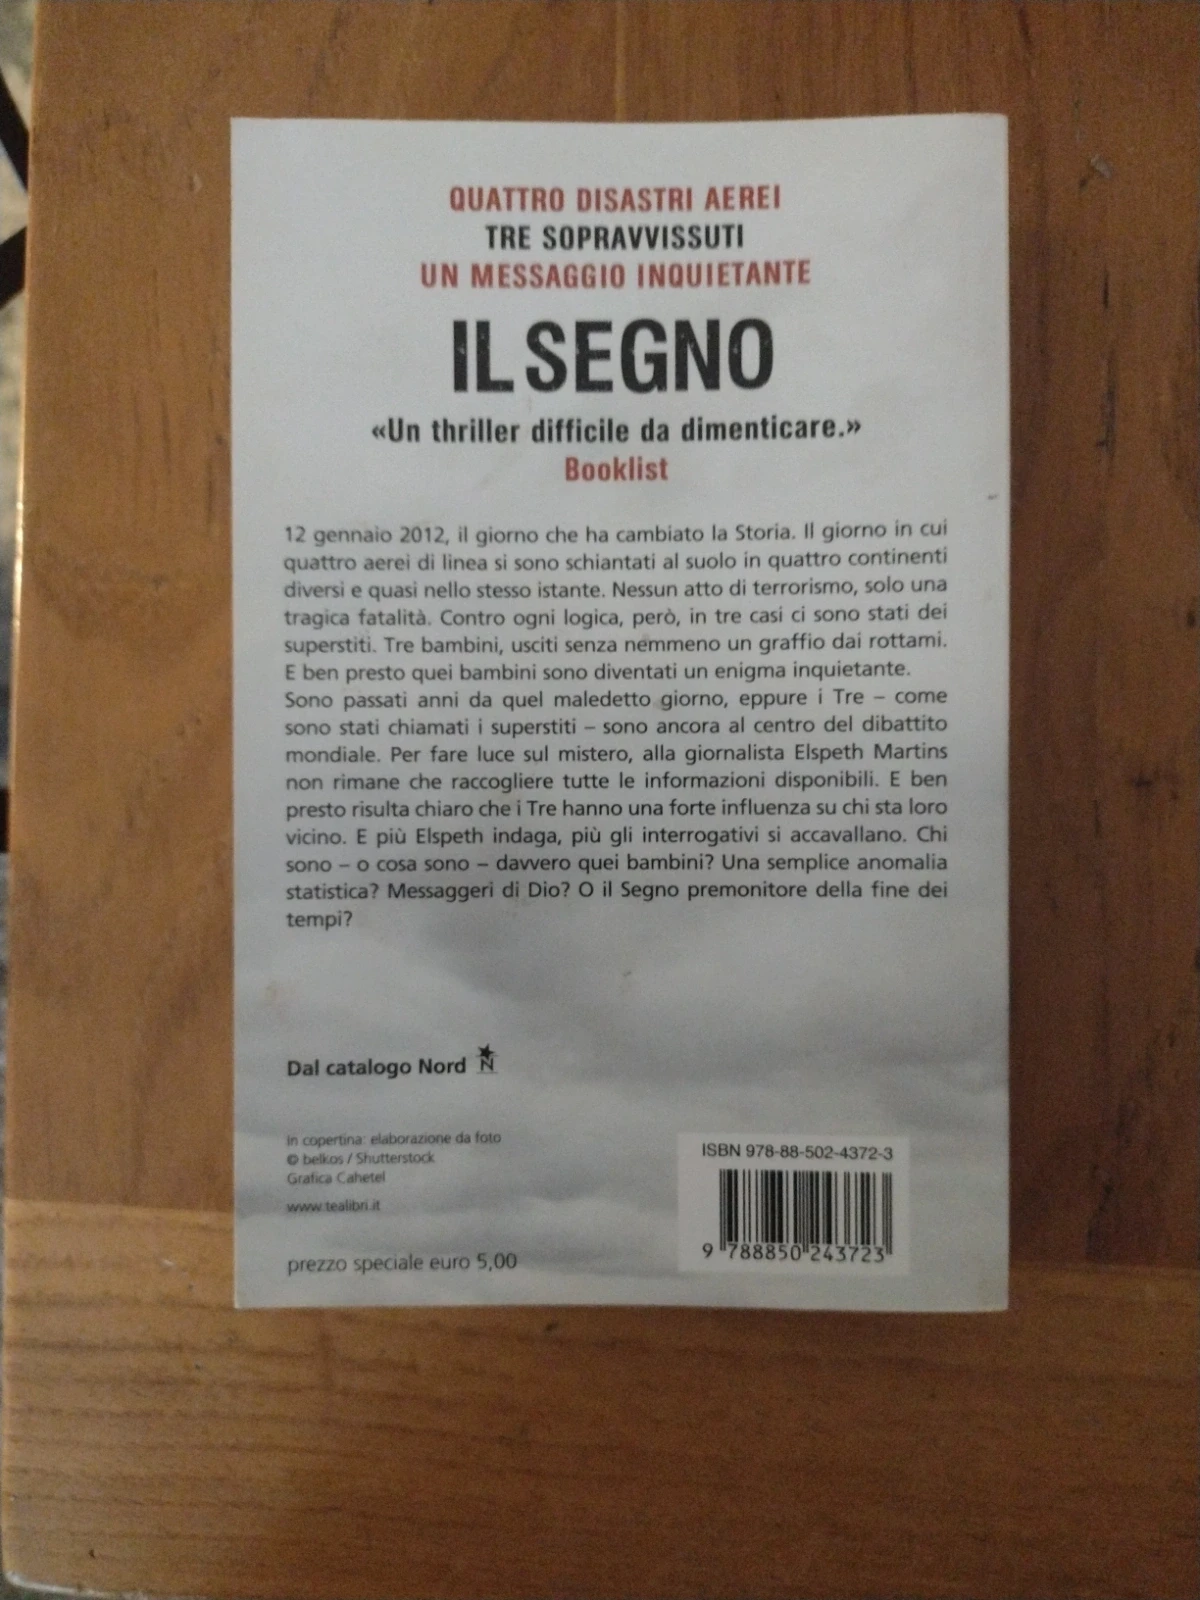 QUATTRO DISASTRI AEREI
TRE SOPRAVVISSUTI
UN MESSAGGIO INQUIETANTE
IL SEGNO
«Un thriller difficile da dimenticare.»
Booklist
12 gennaio 2012, il giorno che ha cambiato la Storia. Il giorno in cui
quattro aerei di linea si sono schiantati al suolo in quattro continenti
diversi e quasi nello stesso istante. Nessun atto di terrorismo, solo una
tragica fatalità. Contro ogni logica, però, in tre casi ci sono stati dei
superstiti. Tre bambini, usciti senza nemmeno un graffio dai rottami.
E ben presto quei bambini sono diventati un enigma inquietante.
Sono passati anni da quel maledetto giorno, eppure i Tre – come
sono stati chiamati i superstiti – sono ancora al centro del dibattito
mondiale. Per fare luce sul mistero, alla giornalista Elspeth Martins
non rimane che raccogliere tutte le informazioni disponibili. E ben
presto risulta chiaro che i Tre hanno una forte influenza su chi sta loro
vicino. E più Elspeth indaga, più gli interrogativi si accavallano. Chi
sono – o cosa sono – davvero quei bambini? Una semplice anomalia
statistica? Messaggeri di Dio? O il Segno premonitore della fine dei
tempi?
Dal catalogo Nord N
In copertina: elaborazione da foto
© belkos / Shutterstock
Grafica Cahetel
www.tealibri.it
prezzo speciale euro 5,00
ISBN 978-88-502-4372-3
9 788850 243723